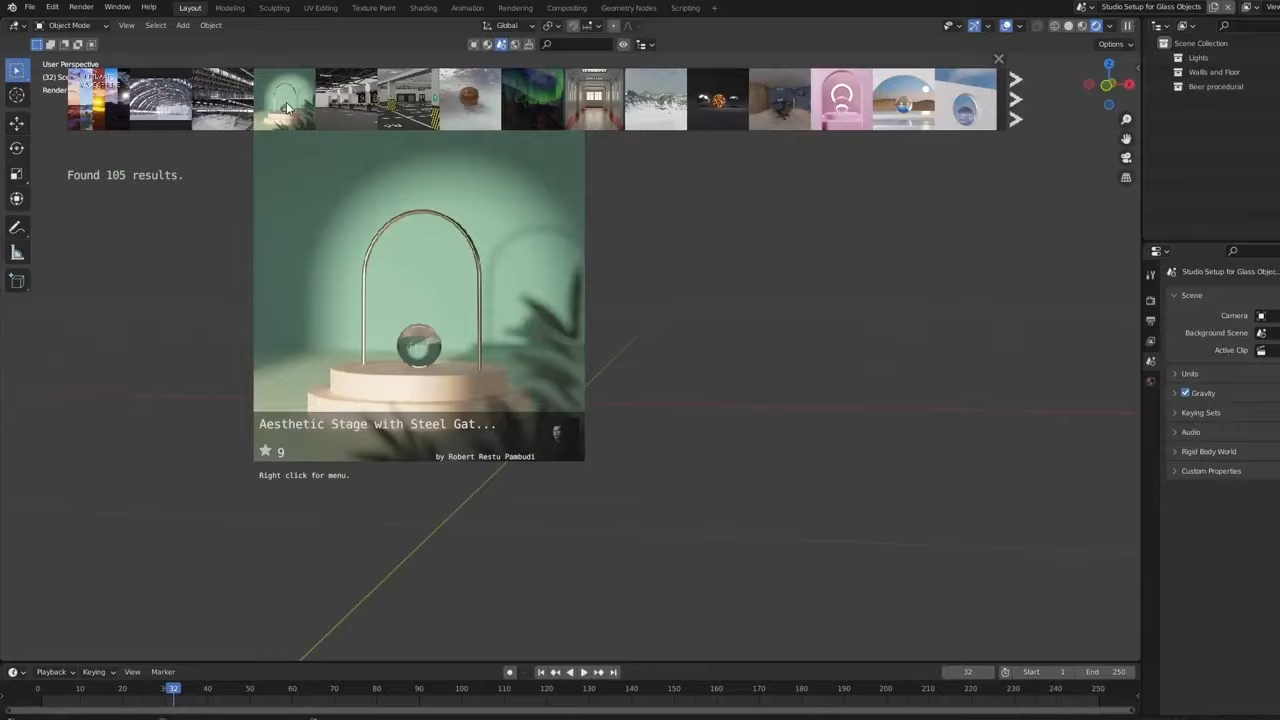 File Edit Render Window Help
Layout Modeling Sculpting UV Editing Texture Paint Shading Animation Rendering Compositing Geometry Nodes Scripting
Studio Setup for Glass Objects
Object Mode View Select Add Object
Global
Options
User Perspective
(32)
Render
Found 105 results.
Aesthetic Stage with Steel Gat...
9
by Robert Restu Pambudi
Right click for menu.
Scene Collection
Lights
Walls and Floor
Beer procedural
Studio Setup for Glass Objec...
Scene
Camera
Background Scene
Active Clip
Units
Gravity
Keying Sets
Audio
Rigid Body World
Custom Properties
Playback Keying View Marker
32
Start 1 End 250
0 10 20 32 40 50 60 70 80 90 100 110 120 130 140 150 160 170 180 190 200 210 220 230 240 250